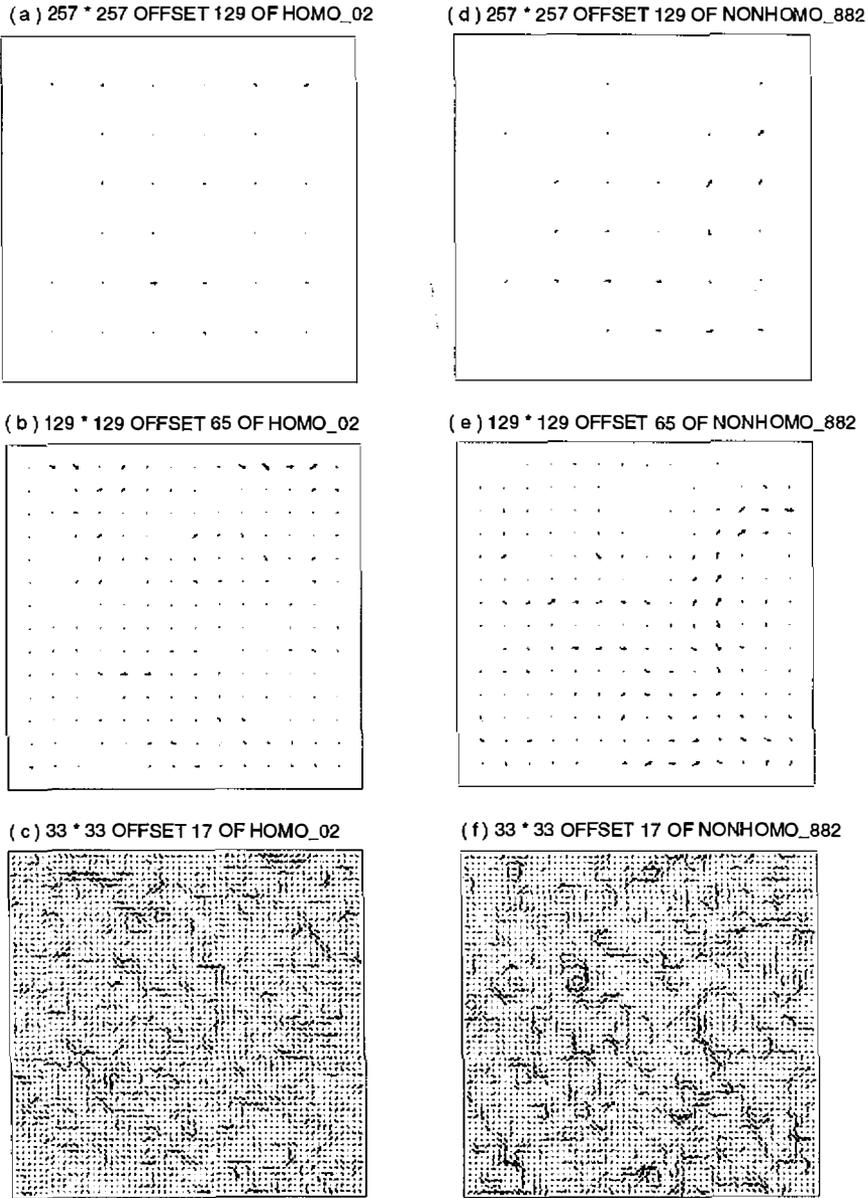 ( a ) 257 * 257 OFFSET 129 OF HOMO_02
( d ) 257 * 257 OFFSET 129 OF NONHOMO_882
( b ) 129 * 129 OFFSET 65 OF HOMO_02
( e ) 129 * 129 OFFSET 65 OF NONHOMO_882
( c ) 33 * 33 OFFSET 17 OF HOMO_02
( f ) 33 * 33 OFFSET 17 OF NONHOMO_882